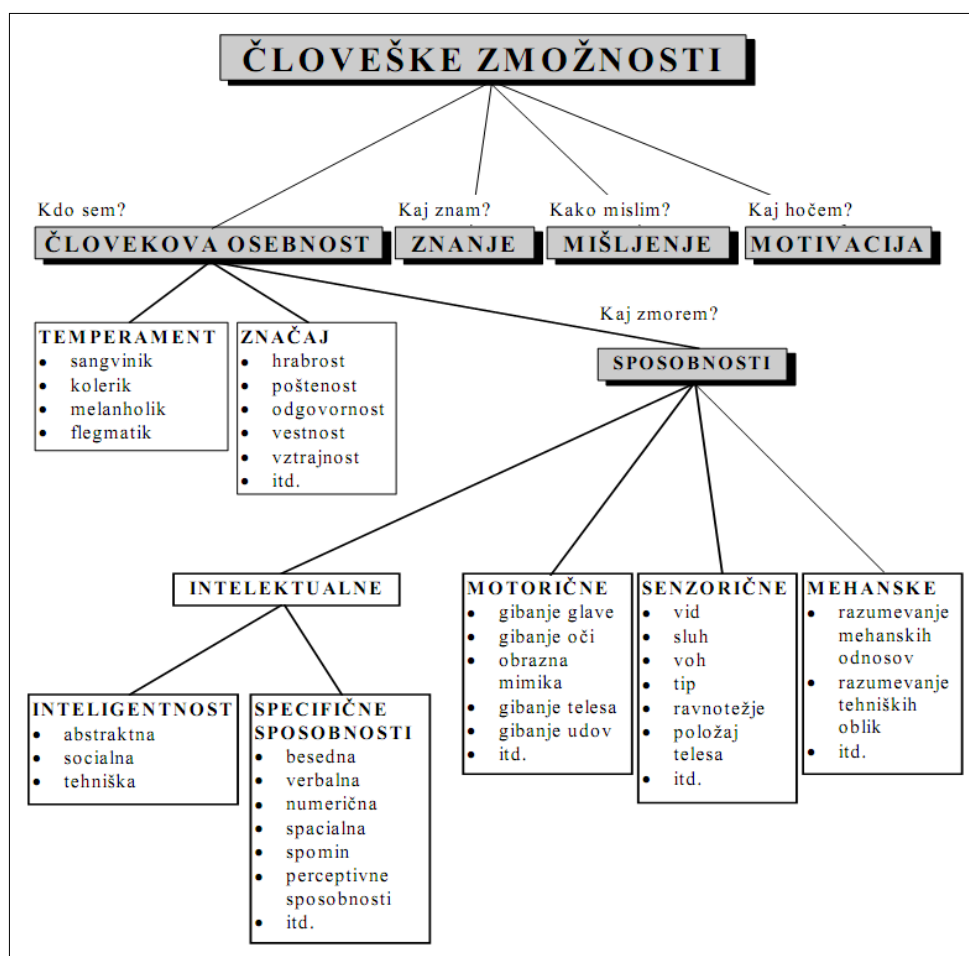 ČLOVEŠKE ZMOŽNOSTI
Kdo sem?
Kaj znam?
Kako mislim?
Kaj hočem?
ČLOVEKOVA OSEBNOST
ZNANJE
MIŠLJENJE
MOTIVACIJA
Kaj zmorem?
TEMPERAMENT
• sangvinik
• kolerik
• melanholik
• flegmatik
ZNAČAJ
• hrabrost
• poštenost
• odgovornost
• vestnost
• vztrajnost
• itd.
SPOSOBNOSTI
INTELEKTUALNE
MOTORIČNE
• gibanje glave
• gibanje oči
• obrazna
mimika
• gibanje telesa
• gibanje udov
• itd.
SENZORIČNE
• vid
• sluh
• voh
• tip
• ravnotežje
• položaj
telesa
• itd.
MEHANSKE
• razumevanje
mehanskih
odnosov
• razumevanje
tehniških
oblik
• itd.
INTELIGENTNOST
• abstraktna
• socialna
• tehniška
SPECIFIČNE
SPOSOBNOSTI
• besedna
• verbalna
• numerična
• spacialna
• spomin
• perceptivne
sposobnosti
• itd.